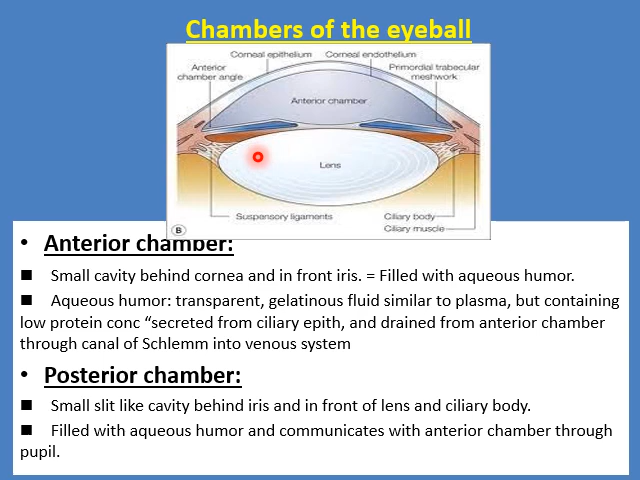 Chambers of the eyeball
Corneal epithelium Corneal endothelium
Anterior
chamber angle
Primordial trabecular
meshwork
Anterior chamber
Lens
Suspensory ligaments
Ciliary body
Ciliary muscle
B
• Anterior chamber:
■ Small cavity behind cornea and in front iris. = Filled with aqueous humor.
■ Aqueous humor: transparent, gelatinous fluid similar to plasma, but containing
low protein conc “secreted from ciliary epith, and drained from anterior chamber
through canal of Schlemm into venous system
• Posterior chamber:
■ Small slit like cavity behind iris and in front of lens and ciliary body.
■ Filled with aqueous humor and communicates with anterior chamber through
pupil.